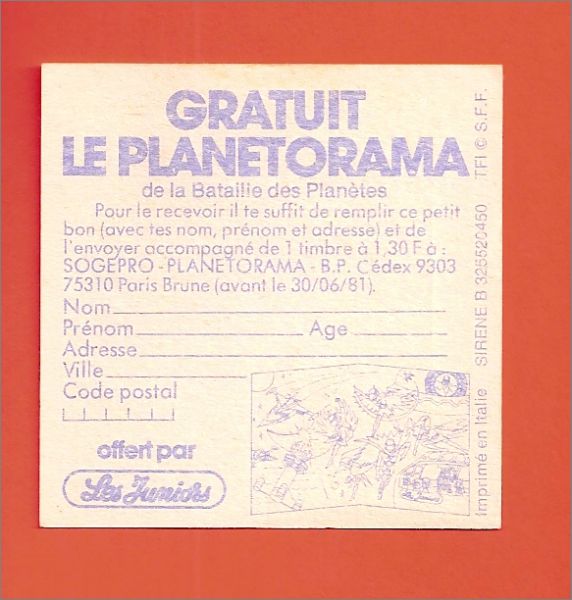 GRATUIT
LE PLANETORAMA
de la Bataille des Planètes
Pour le recevoir il te suffit de remplir ce petit
bon (avec tes nom, prénom et adresse) et de
l'envoyer accompagné de 1 timbre à 1,30 F à :
SOGEPRO - PLANETORAMA - B.P. Cédex 9303
75310 Paris Brune (avant le 30/06/81).
Nom
Prénom Age
Adresse
Ville
Code postal
offert par
Les Juniors
Imprimé en Italie SIRENE B 325520450 TFI © S.F.F.